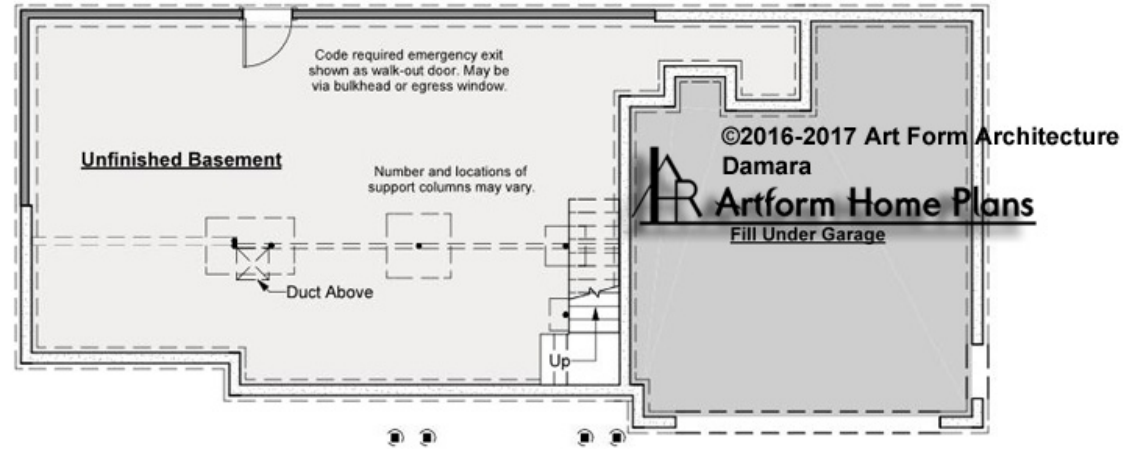 Code required emergency exit
shown as walk-out door. May be
via bulkhead or egress window.
©2016-2017 Art Form Architecture
Damara
Unfinished Basement
Number and locations of
support columns may vary.
Artform Home Plans
Fill Under Garage
Duct Above
Up